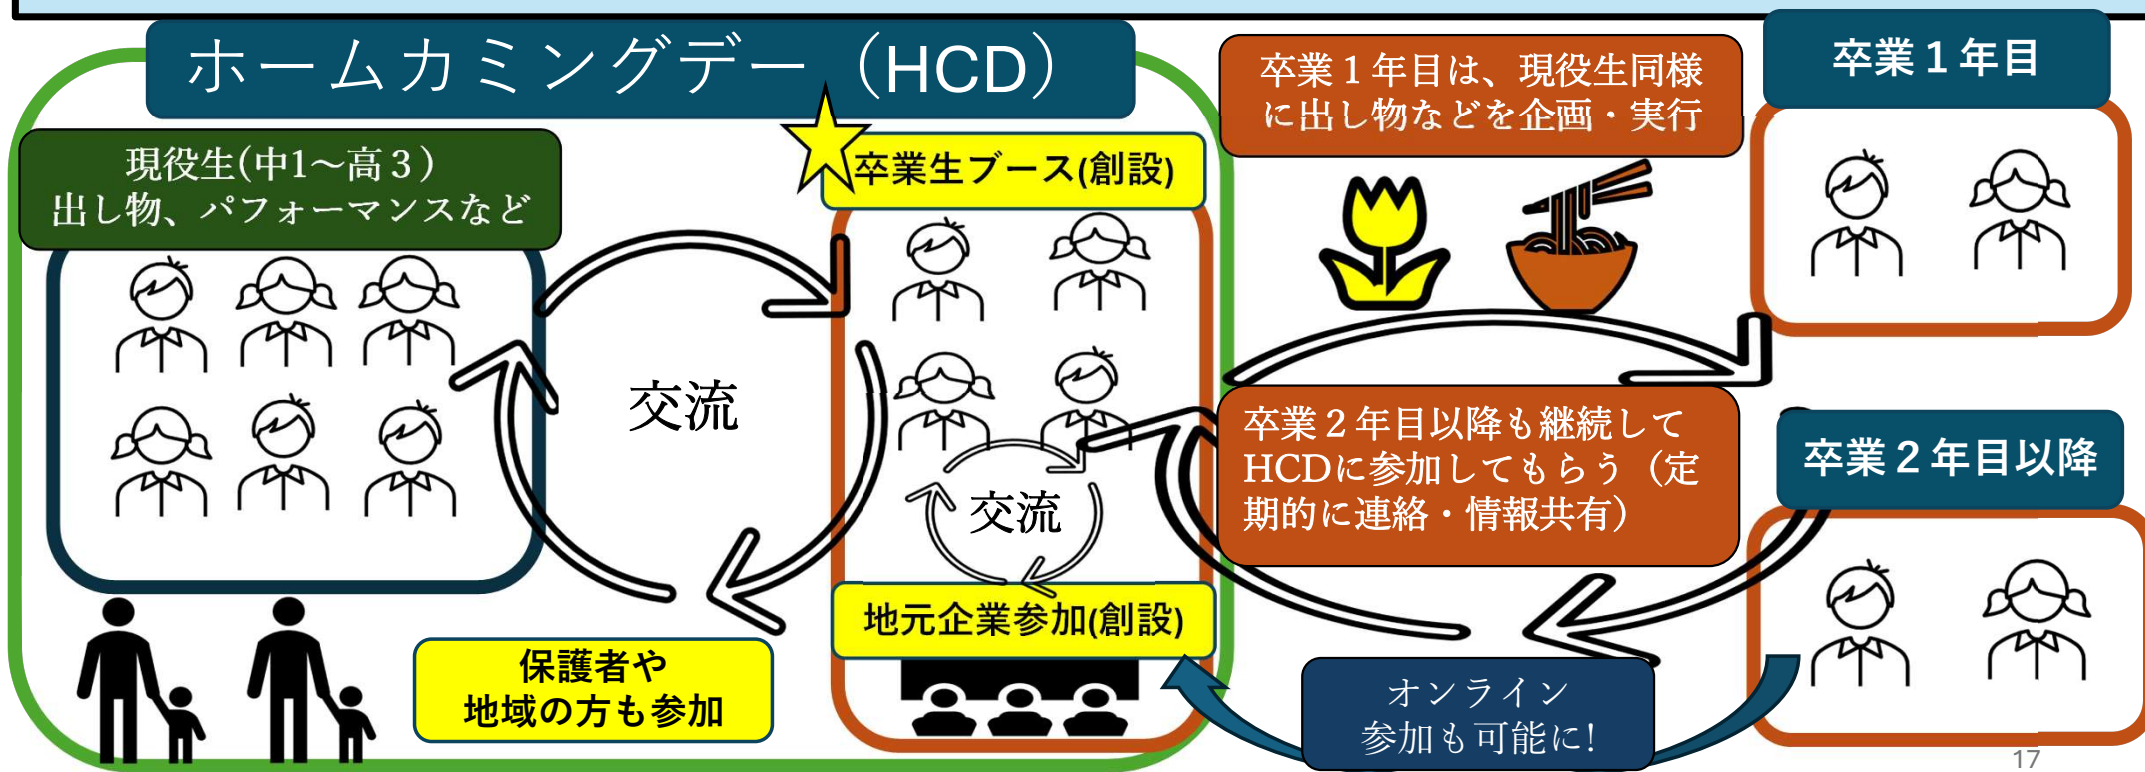 ホームカミングデー（HCD）
現役生(中1～高３)
出し物、パフォーマンスなど
卒業生ブース(創設)
交流
交流
地元企業参加(創設)
保護者や
地域の方も参加
卒業１年目は、現役生同様
に出し物などを企画・実行
卒業１年目
卒業２年目以降も継続して
HCDに参加してもらう（定
期的に連絡・情報共有）
卒業２年目以降
オンライン
参加も可能に!
17